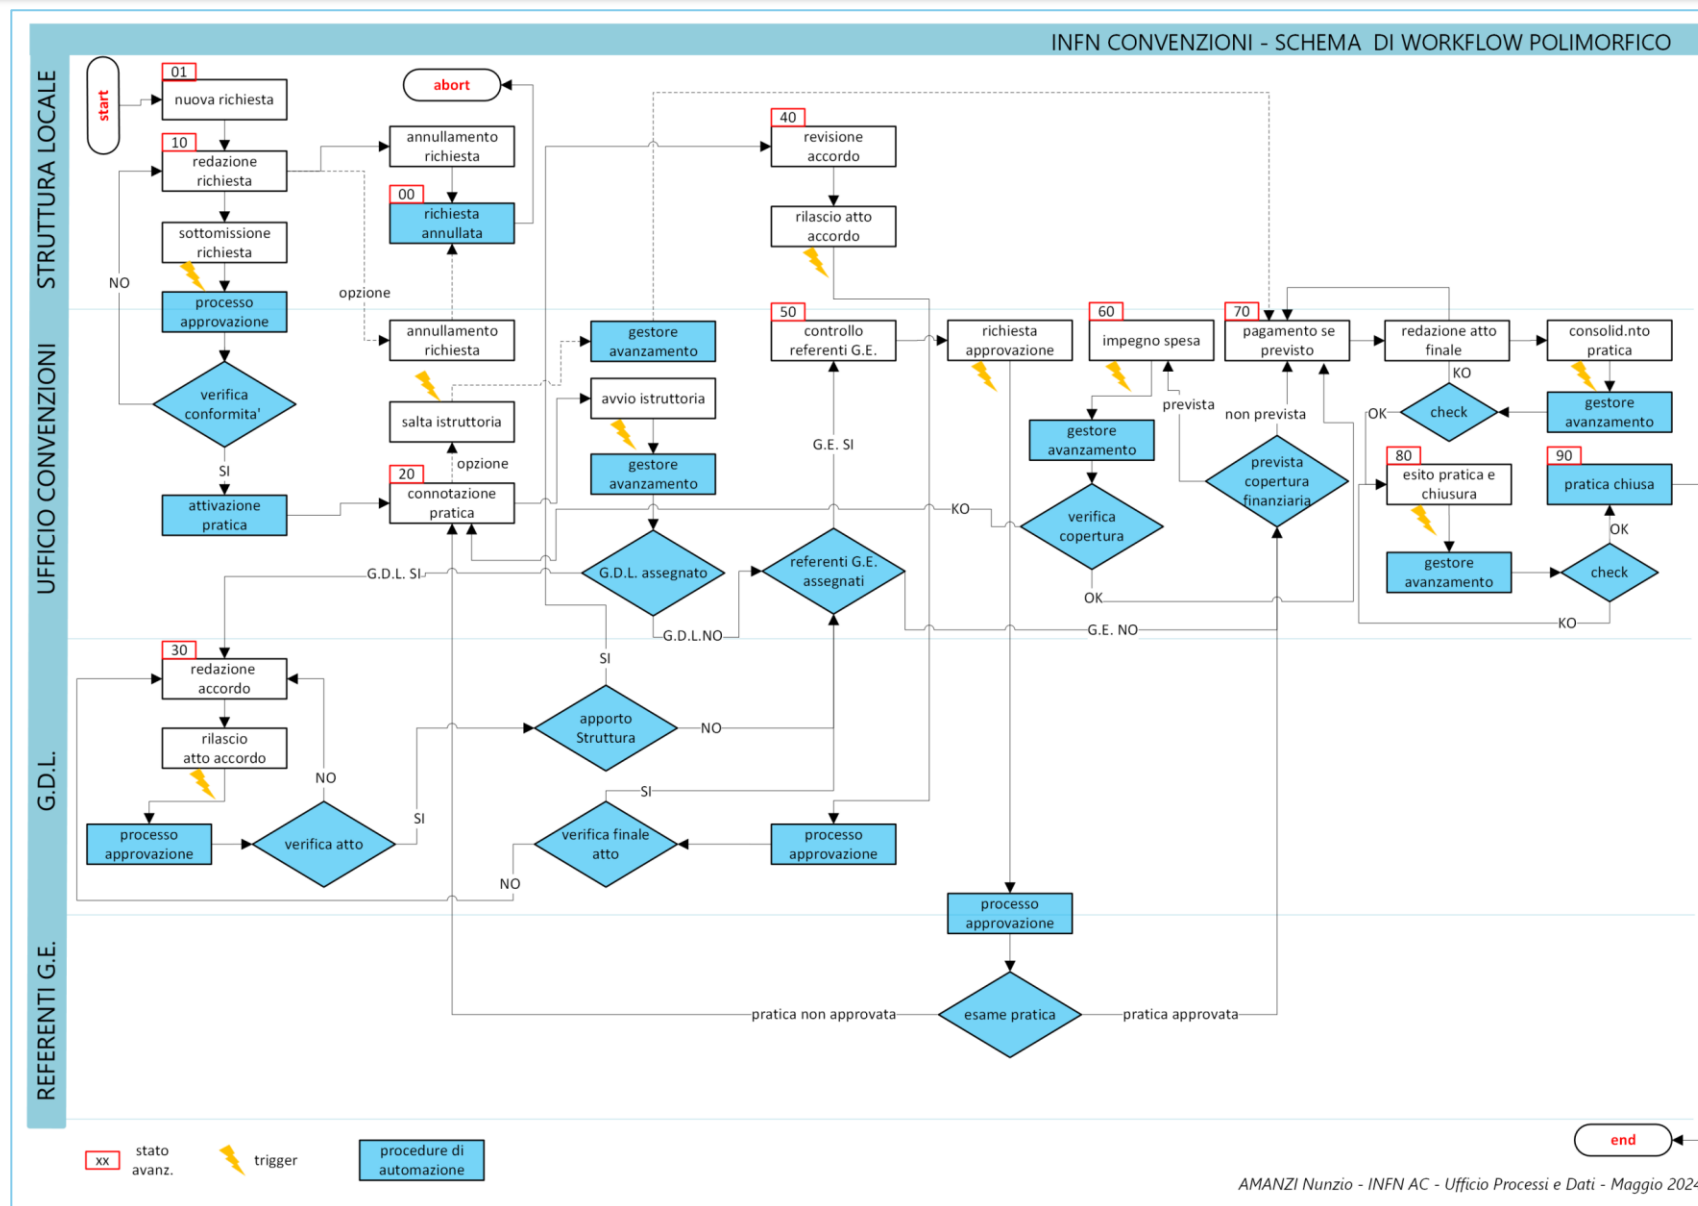 INFN CONVENZIONI - SCHEMA  DI WORKFLOW POLIMORFICO
STRUTTURA LOCALE
start
01
nuova richiesta
10
redazione
richiesta
sottomissione
richiesta
NO
processo
approvazione
abort
annullamento
richiesta
00
richiesta
annullata
opzione
40
revisione
accordo
rilascio atto
accordo
UFFICIO CONVENZIONI
verifica
conformita'
SI
attivazione
pratica
annullamento
richiesta
salta istruttoria
opzione
20
connotazione
pratica
gestore
avanzamento
avvio istruttoria
gestore
avanzamento
G.D.L. assegnato
G.D.L. SI
G.D.L.NO
50
controllo
referenti G.E.
G.E. SI
referenti G.E.
assegnati
G.E. NO
richiesta
approvazione
60
impegno spesa
gestore
avanzamento
verifica
copertura
KO
OK
prevista
non prevista
prevista
copertura
finanziaria
70
pagamento se
previsto
redazione atto
finale
KO
check
OK
consolid.nto
pratica
gestore
avanzamento
80
esito pratica e
chiusura
gestore
avanzamento
90
pratica chiusa
OK
check
KO
G.D.L.
30
redazione
accordo
rilascio
atto accordo
processo
approvazione
NO
verifica atto
SI
SI
apporto
Struttura
NO
SI
verifica finale
atto
NO
processo
approvazione
REFERENTI G.E.
processo
approvazione
esame pratica
pratica non approvata
pratica approvata
xx
stato
avanz.
trigger
procedure di
automazione
end
AMANZI Nunzio - INFN AC - Ufficio Processi e Dati - Maggio 2024